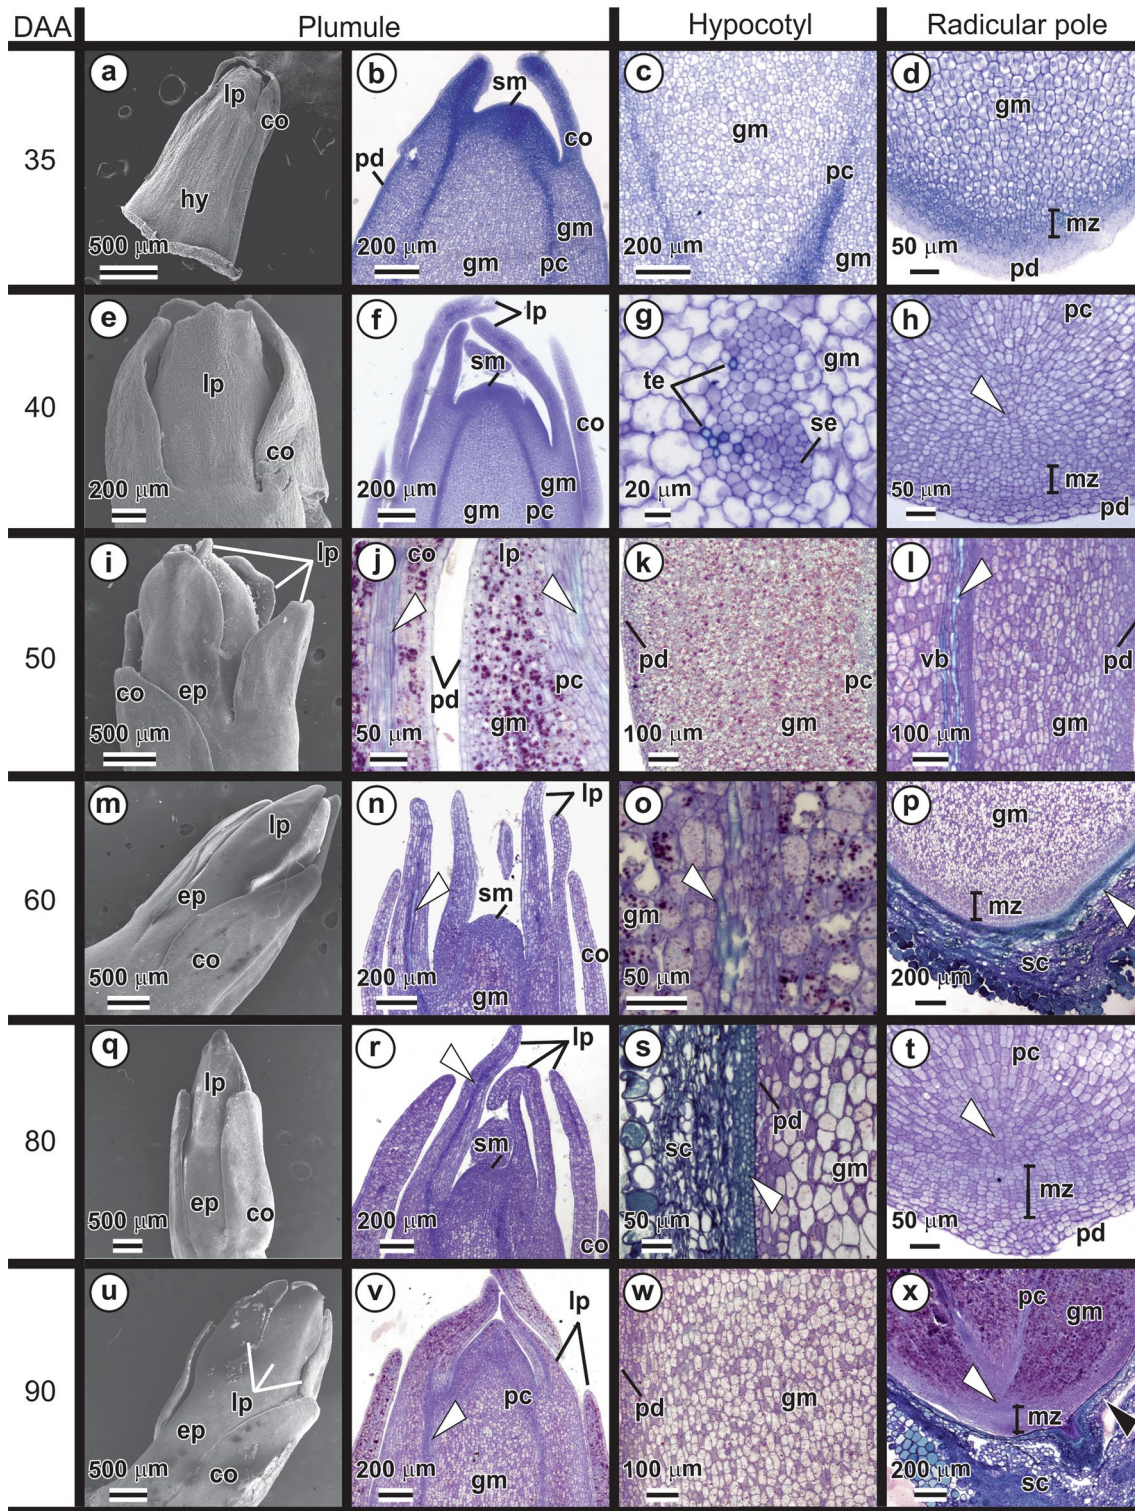 DAA Plumule Hypocotyl Radicular pole
35
a
lp
co
hy
500 μm
b
sm
co
pd
gm
gm
pc
200 μm
c
gm
pc
gm
200 μm
d
gm
mz
pd
50 μm
40
e
lp
co
200 μm
f
lp
sm
co
gm
gm
pc
200 μm
g
gm
te
se
20 μm
h
pc
mz
pd
50 μm
50
i
lp
co
ep
500 μm
j
co
lp
pd
pc
gm
50 μm
k
pd
pc
gm
100 μm
l
vb
pd
gm
100 μm
60
m
lp
ep
co
500 μm
n
lp
sm
co
gm
200 μm
o
gm
50 μm
p
gm
mz
sc
200 μm
80
q
lp
ep
co
500 μm
r
lp
sm
co
200 μm
s
pd
sc
gm
50 μm
t
pc
mz
pd
50 μm
90
u
lp
ep
co
500 μm
v
lp
pc
gm
200 μm
w
gm
pd
100 μm
x
pc
gm
mz
sc
200 μm